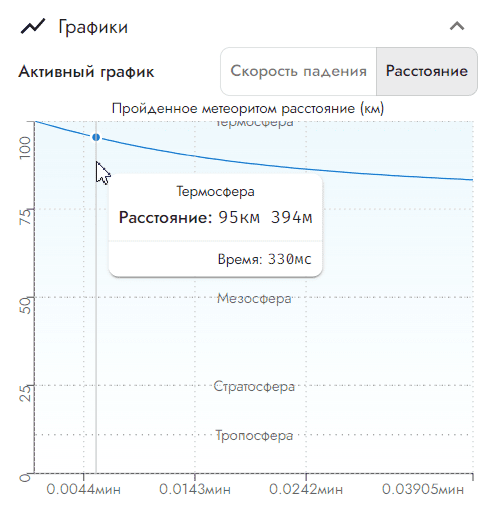 Графики
Активный график
Скорость падения
Расстояние
Пройденное метеоритом расстояние (км)
Термосфера
100
Термосфера
Расстояние: 95км 394м
75
Время: 330мс
50
Мезосфера
25
Стратосфера
Тропосфера
0
0.0044мин 0.0143мин 0.0242мин 0.03905мин